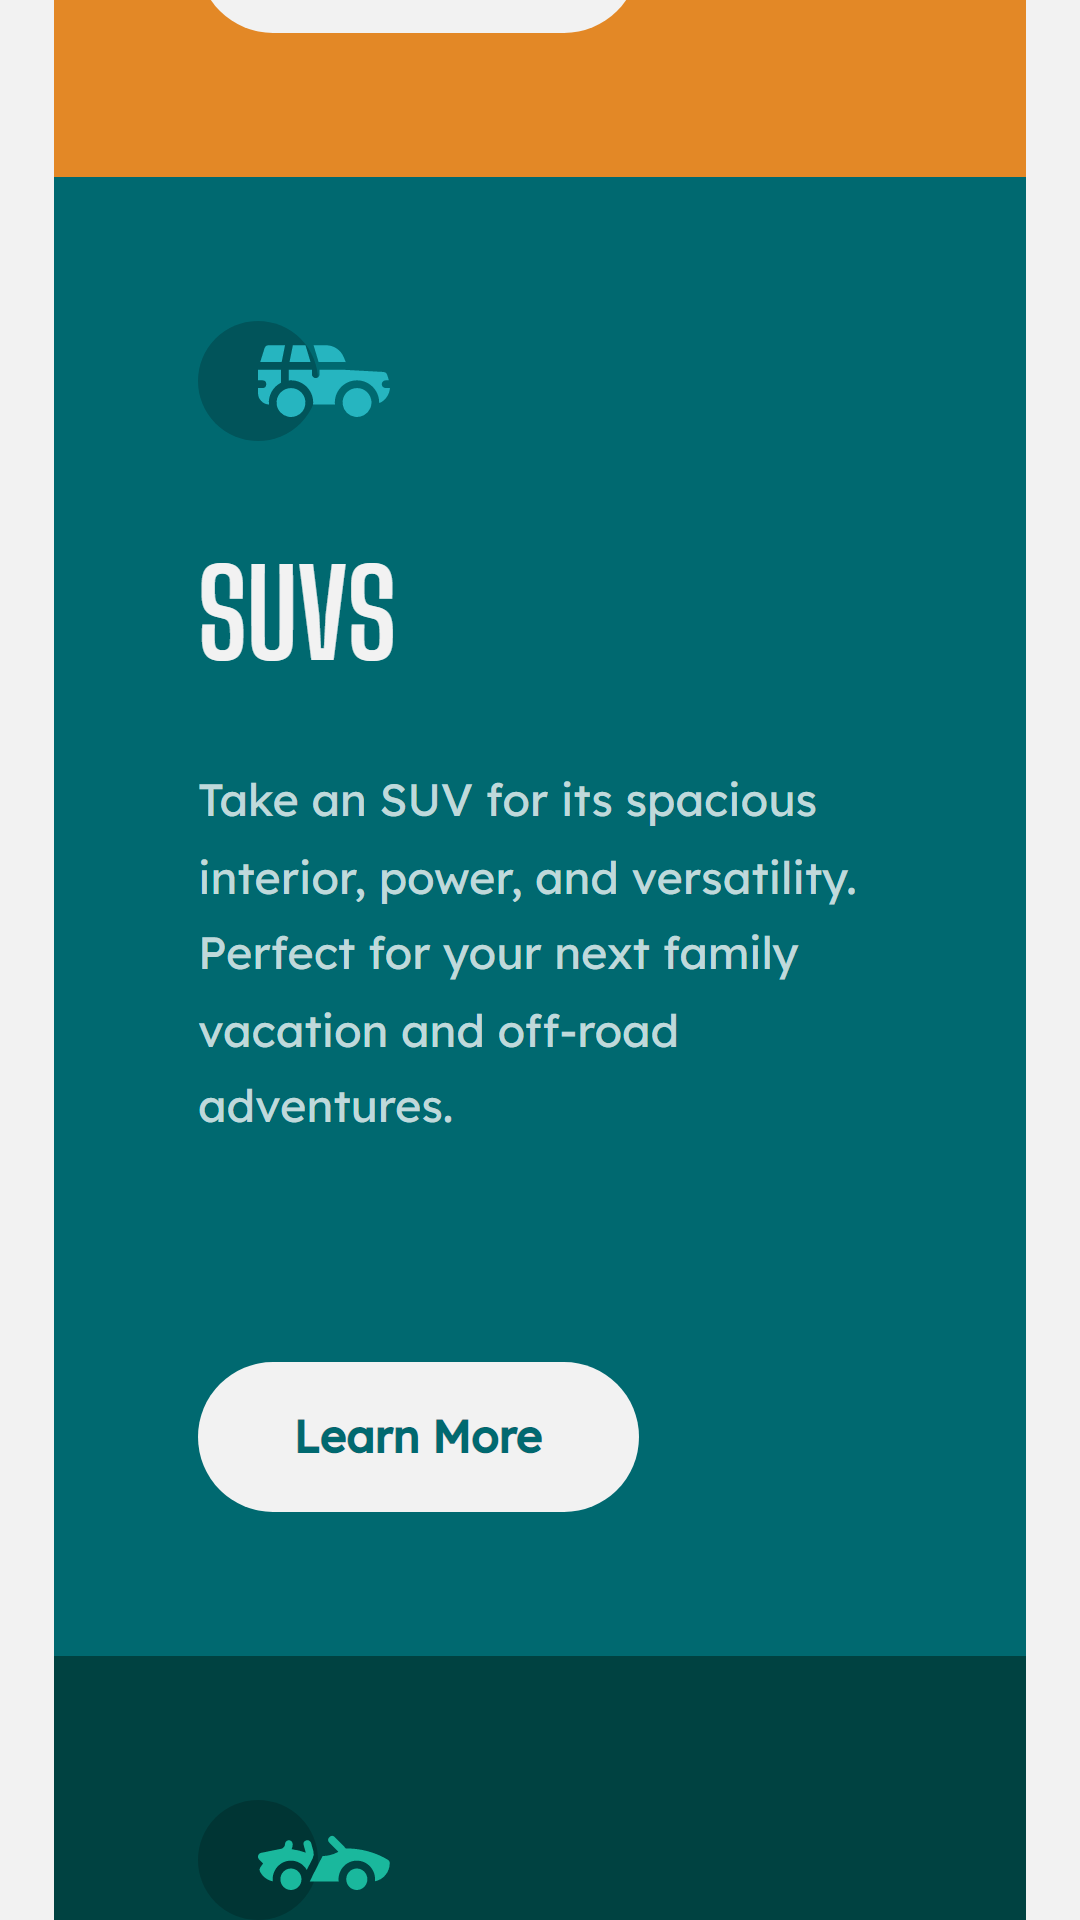 SUVS
Take an SUV for its spacious
interior, power, and versatility.
Perfect for your next family
vacation and off-road
adventures.
Learn More